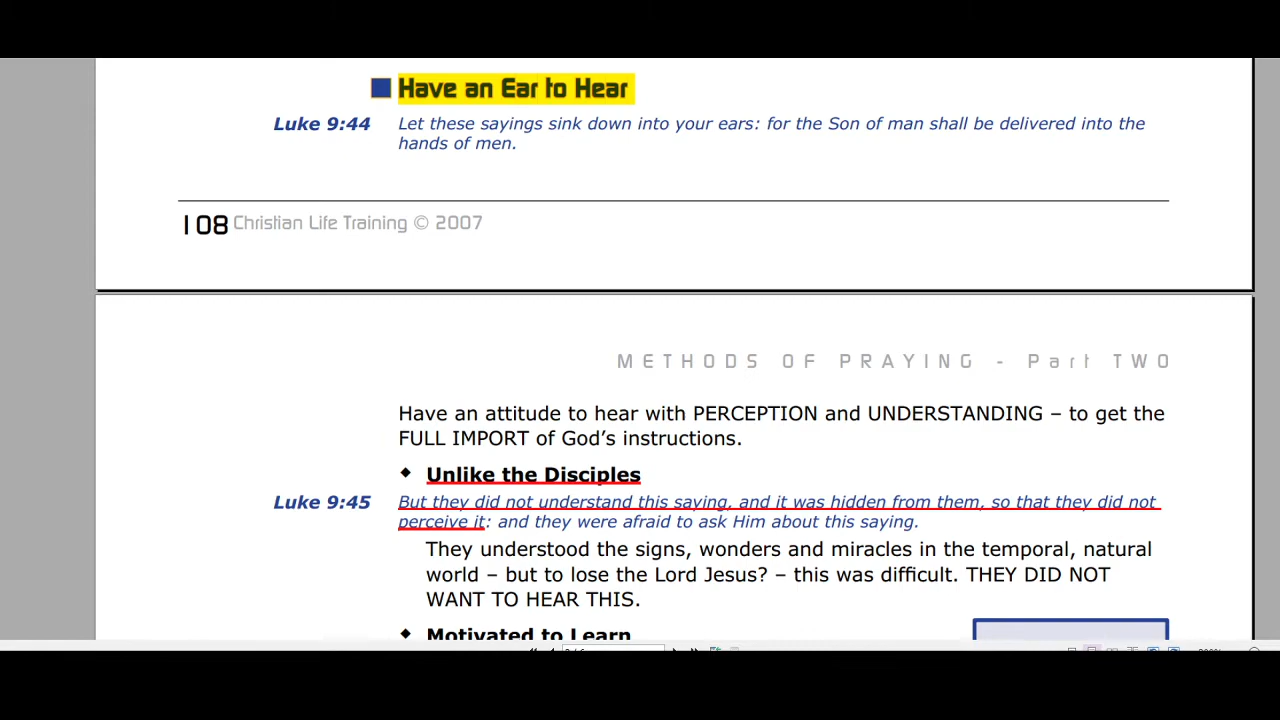 Have an Ear to Hear
Luke 9:44 Let these sayings sink down into your ears: for the Son of man shall be delivered into the
hands of men.
108 Christian Life Training © 2007
METHODS OF PRAYING - Part TWO
Have an attitude to hear with PERCEPTION and UNDERSTANDING – to get the
FULL IMPORT of God's instructions.
Unlike the Disciples
Luke 9:45 But they did not understand this saying, and it was hidden from them, so that they did not
perceive it: and they were afraid to ask Him about this saying.
They understood the signs, wonders and miracles in the temporal, natural
world – but to lose the Lord Jesus? – this was difficult. THEY DID NOT
WANT TO HEAR THIS.
Motivated to Learn